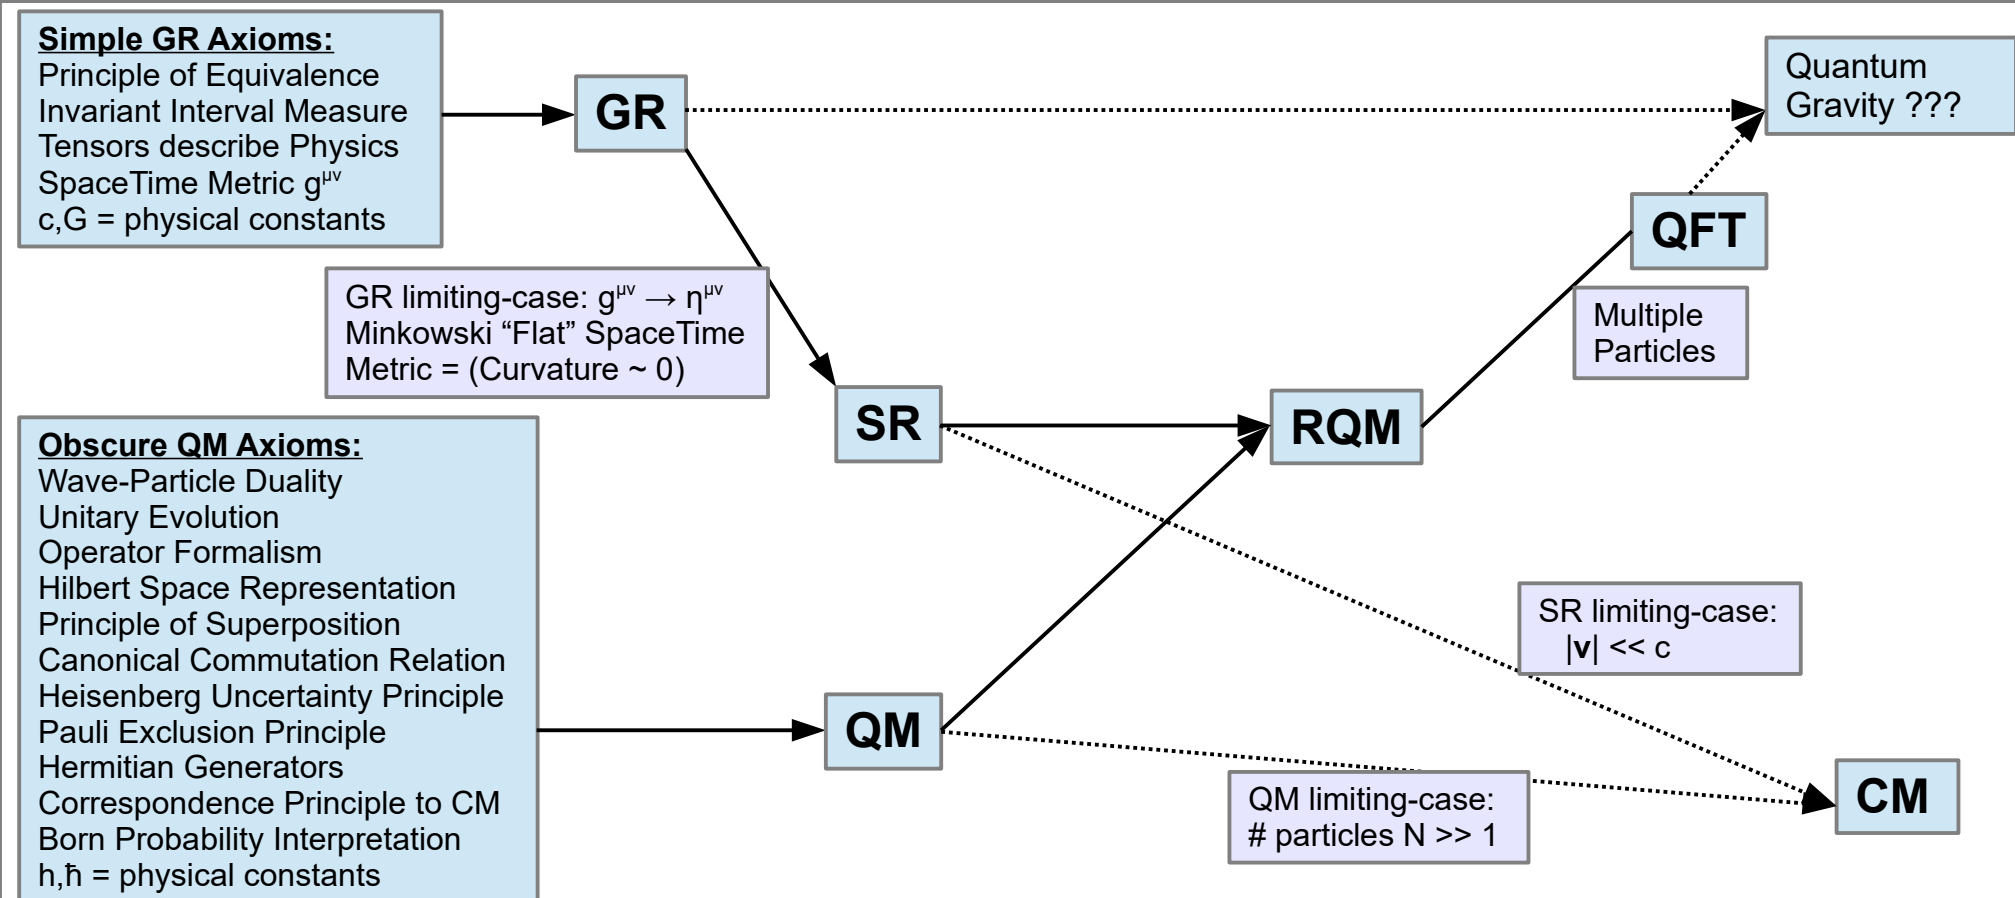 Simple GR Axioms:
Principle of Equivalence
Invariant Interval Measure
Tensors describe Physics
SpaceTime Metric gᵘᵛ
c,G = physical constants
GR
Quantum
Gravity ???
QFT
GR limiting-case: gᵘᵛ → ηᵘᵛ
Minkowski “Flat” SpaceTime
Metric = (Curvature ~ 0)
Multiple
Particles
SR
RQM
Obscure QM Axioms:
Wave-Particle Duality
Unitary Evolution
Operator Formalism
Hilbert Space Representation
Principle of Superposition
Canonical Commutation Relation
Heisenberg Uncertainty Principle
Pauli Exclusion Principle
Hermitian Generators
Correspondence Principle to CM
Born Probability Interpretation
h,ħ = physical constants
SR limiting-case:
|v| << c
QM
QM limiting-case:
# particles N >> 1
CM